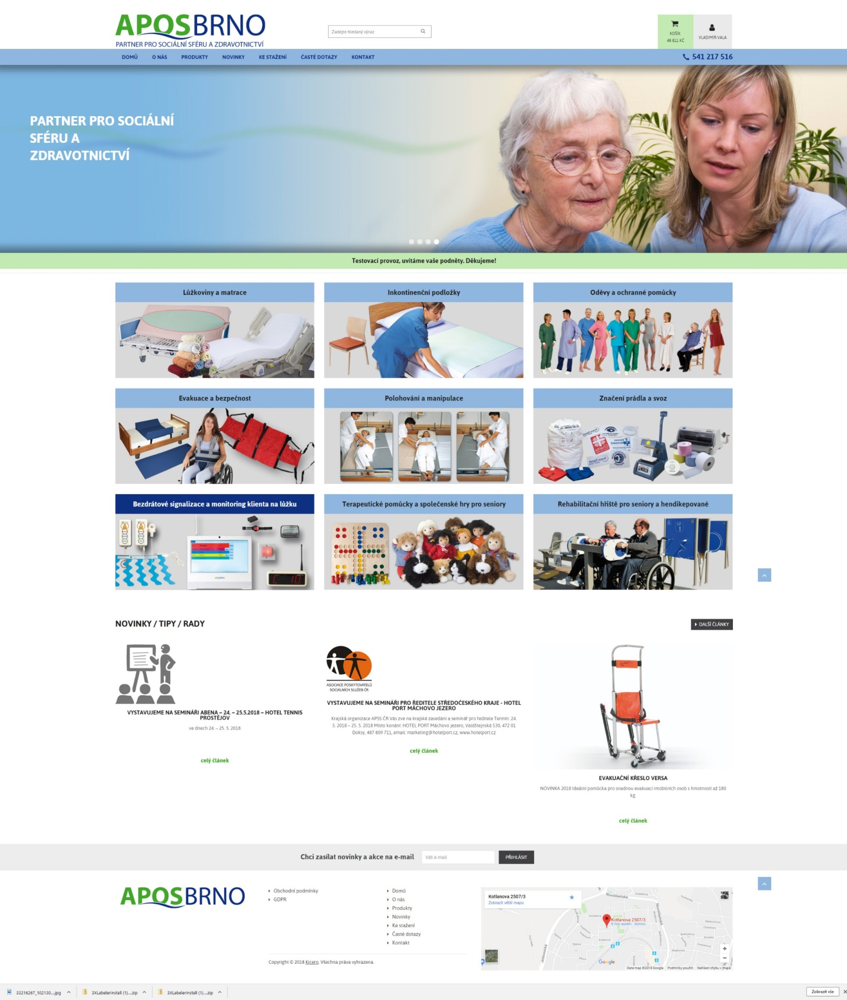 APOSBRNO
PARTNER PRO SOCIÁLNÍ SFÉRU A ZDRAVOTNICTVÍ
Zadejte hledaný výraz
KOŠÍK
48 811 KČ
VLADIMÍR VALA
DOMŮ O NÁS PRODUKTY NOVINKY KE STAŽENÍ ČASTÉ DOTAZY KONTAKT
541 217 516
PARTNER PRO SOCIÁLNÍ
SFÉRU A
ZDRAVOTNICTVÍ
Testovací provoz, uvítáme vaše podněty. Děkujeme!
Lůžkoviny a matrace
Inkontinenční podložky
Oděvy a ochranné pomůcky
Evakuace a bezpečnost
Polohování a manipulace
Značení prádla a svoz
Bezdrátové signalizace a monitoring klienta na lůžku
Terapeutické pomůcky a společenské hry pro seniory
Rehabilitační hřiště pro seniory a hendikepované
NOVINKY / TIPY / RADY
DALŠÍ ČLÁNKY
VYSTAVUJEME NA SEMINÁŘI ABENA – 24. – 25.5.2018 – HOTEL TENNIS
PROSTĚJOV
ve dnech 24. – 25. 5. 2018
celý článek
ASOCIACE POSKYTOVATELŮ
SOCIÁLNÍCH SLUŽEB ČR
VYSTAVUJEME NA SEMINÁŘI PRO ŘEDITELE STŘEDOČESKÉHO KRAJE - HOTEL
PORT MÁCHOVO JEZERO
Krajská organizace APSS ČR Vás zve na krajské zasedání a seminář pro ředitele Termín: 24.
5. 2018 – 25. 5. 2018 Místo konání: HOTEL PORT Máchovo jezero, Valdštejnská 530, 472 01
Doksy, 487 809 711, email: marketing@hotelport.cz, www.hotelport.cz
celý článek
EVAKUAČNÍ KŘESLO VERSA
NOVINKA 2018 Ideální pomůcka pro snadnou evakuaci imobilních osob s hmotností až 180
kg.
celý článek
Chci zasílat novinky a akce na e-mail
Váš e-mail
PŘIHLÁSIT
APOSBRNO
Obchodní podmínky
GDPR
Domů
O nás
Produkty
Novinky
Ke stažení
Časté dotazy
Kontakt
Copyright © 2018 Kicero. Všechna práva vyhrazena.
Kotlanova 2507/3
Zobrazit větší mapu
Novolíšeňská
Novolíšeňská
Kotlanova 2507/3
8 min autem - domov
Jedovnická
Google
Data map ©2018 Google Podmínky použití Nahlásit chybu v mapě
33216267_102130....jpg
3XLabelerinstall (1)....zip
3XLabelerinstall (1)....zip
Zobrazit vše